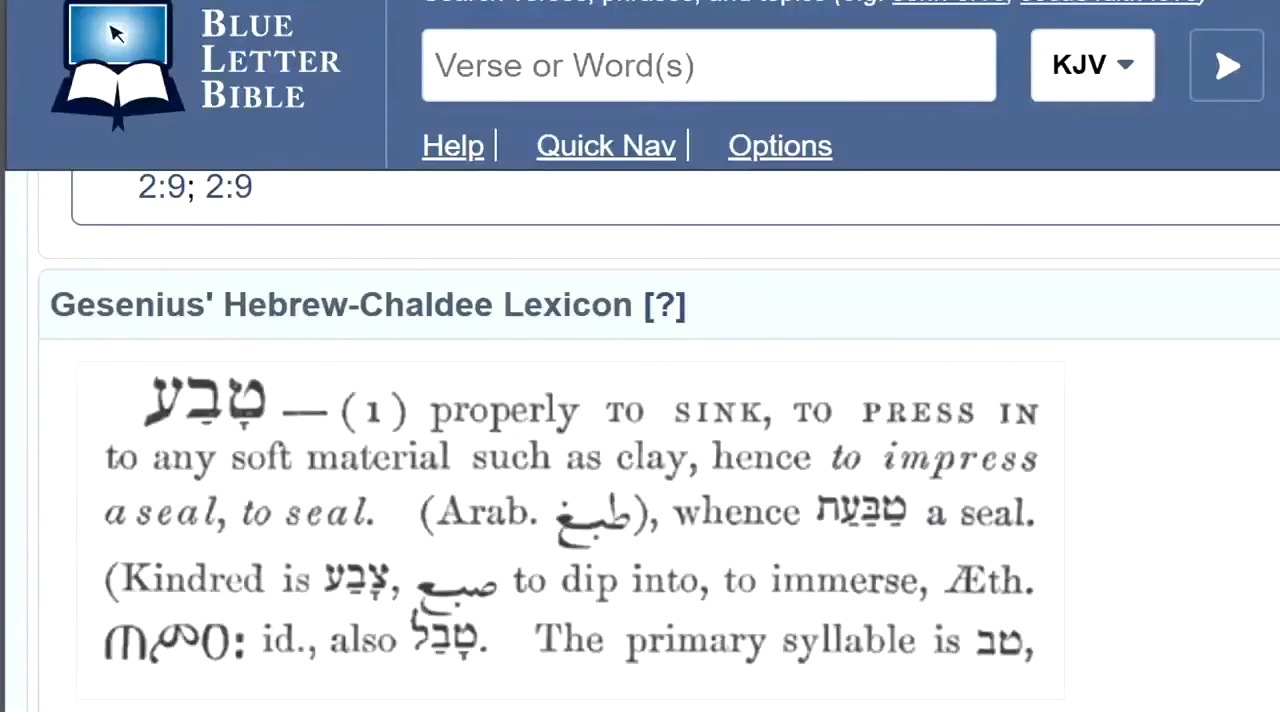 BLUE
LETTER
BIBLE
Verse or Word(s)
KJV
Help | Quick Nav | Options
2:9; 2:9
Gesenius' Hebrew-Chaldee Lexicon [?]
טָבַע — (1) properly TO SINK, TO PRESS IN
to any soft material such as clay, hence to impress
a seal, to seal. (Arab. طبغ), whence טַבַּעַת a seal.
(Kindred is צָבַע, صبع to dip into, to immerse, Æth.
ጠምዐ: id., also טָבַל. The primary syllable is טב,